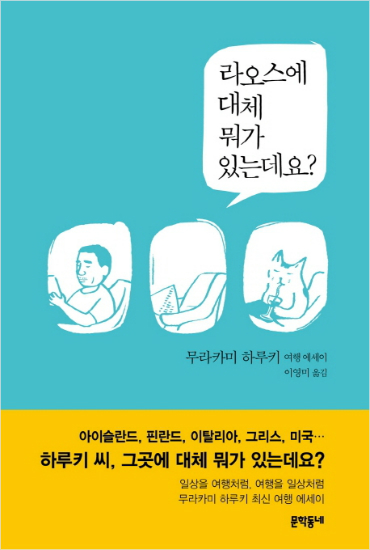 라오스에
대체
뭐가
있는데요?
무라카미 하루키 여행 에세이
이영미 옮김
아이슬란드, 핀란드, 이탈리아, 그리스, 미국…
하루키 씨, 그곳에 대체 뭐가 있는데요?
일상을 여행처럼, 여행을 일상처럼
무라카미 하루키 최신 여행 에세이
문학동네